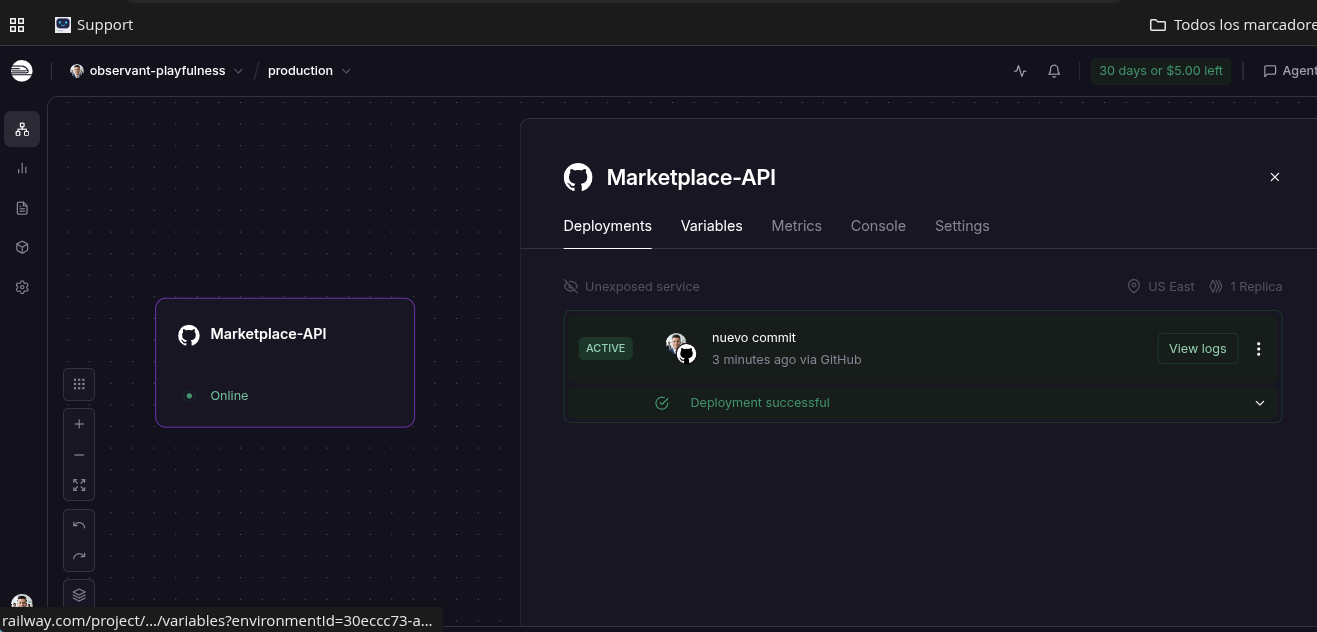 Support
Todos los marcadore
observant-playfulness / production
30 days or $5.00 left
Agent
Marketplace-API
Online
Marketplace-API
Deployments Variables Metrics Console Settings
Unexposed service
US East
1 Replica
ACTIVE
nuevo commit
3 minutes ago via GitHub
View logs
Deployment successful
railway.com/project/.../variables?environmentId=30eccc73-a...